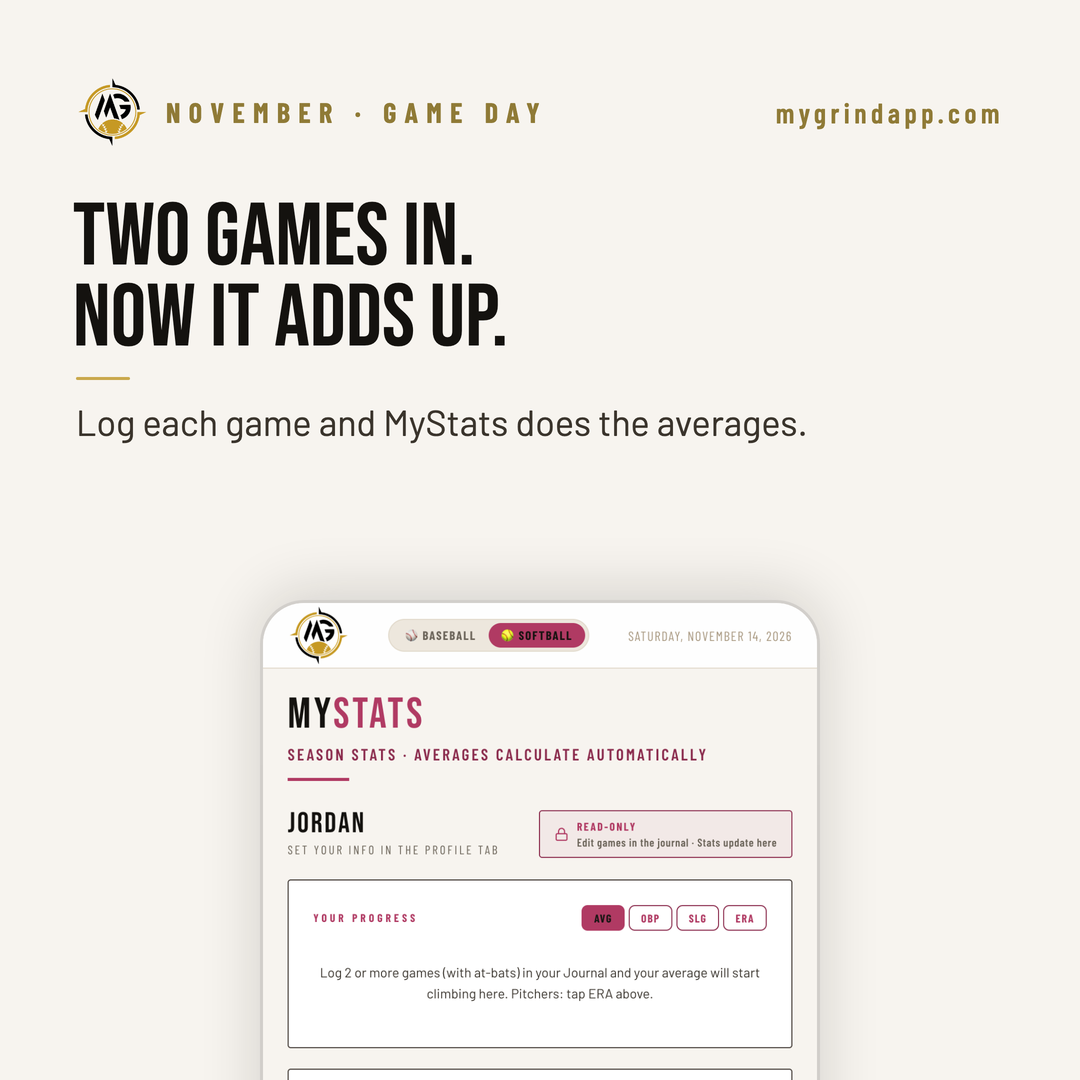 MG
NOVEMBER · GAME DAY
mygrindapp.com
TWO GAMES IN.
NOW IT ADDS UP.
Log each game and MyStats does the averages.
MG
BASEBALL
SOFTBALL
SATURDAY, NOVEMBER 14, 2026
MYSTATS
SEASON STATS · AVERAGES CALCULATE AUTOMATICALLY
JORDAN
SET YOUR INFO IN THE PROFILE TAB
READ-ONLY
Edit games in the journal · Stats update here
YOUR PROGRESS
AVG
OBP
SLG
ERA
Log 2 or more games (with at-bats) in your Journal and your average will start
climbing here. Pitchers: tap ERA above.